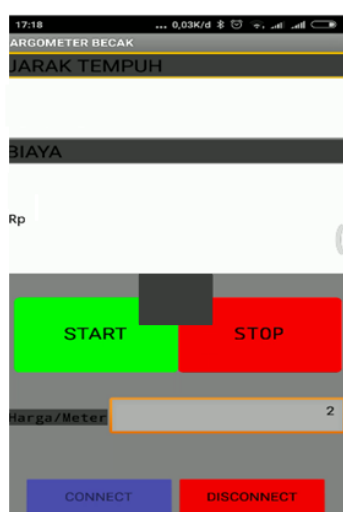 17:18 ... 0,03K/d
ARGOMETER BECAK
JARAK TEMPUH
BIAYA
Rp
START STOP
Harga/Meter 2
CONNECT DISCONNECT